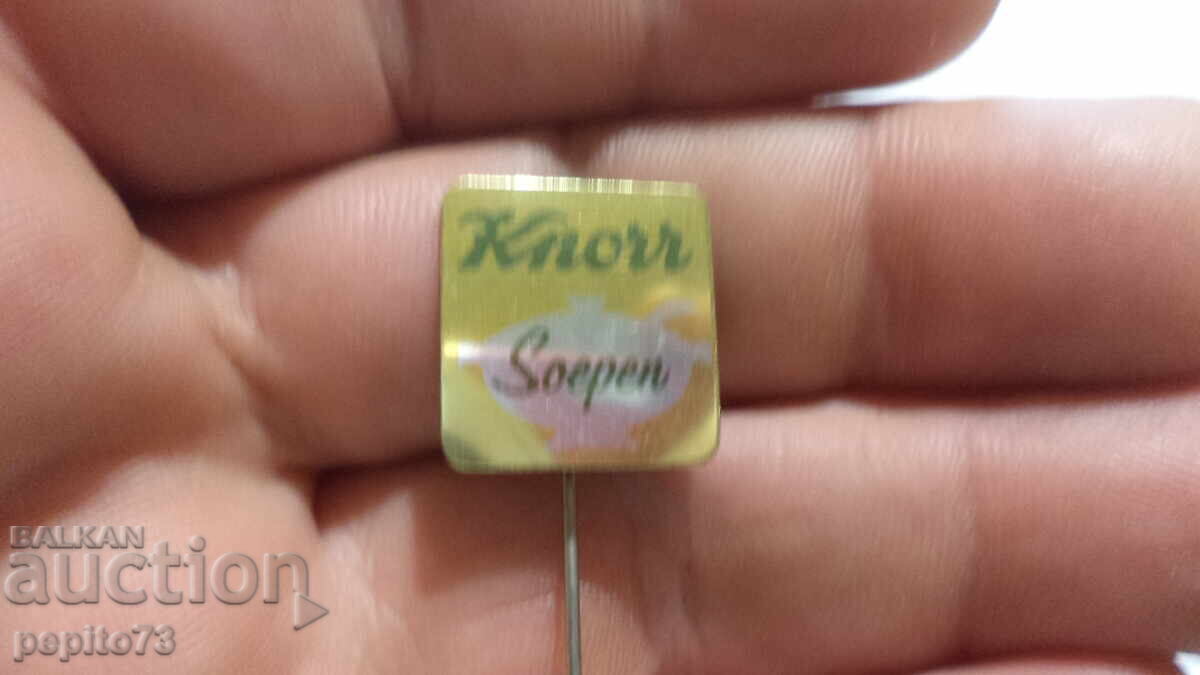 Knorr
Soepen
BALKAN
auction
pepito73